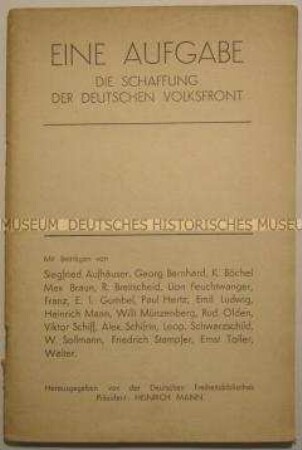 EINE AUFGABE
DIE SCHAFFUNG
DER DEUTSCHEN VOLKSFRONT
MUSEUM DEUTSCHES HISTORISCHES MUSEUM
Mit Beiträgen von
Siegfried Aufhäuser, Georg Bernhard, K. Böchel
Max Braun, R. Breitscheid, Lion Feuchtwanger,
Franz, E. I. Gumbel, Paul Hertz, Emil Ludwig,
Heinrich Mann, Willi Münzenberg, Rud. Olden,
Viktor Schiff, Alex. Schifrin, Leop. Schwarzschild,
W. Sollmann, Friedrich Stampfer, Ernst Toller,
Walter.
Herausgegeben von der Deutschen Freiheitsbibliothek
Präsident: HEINRICH MANN